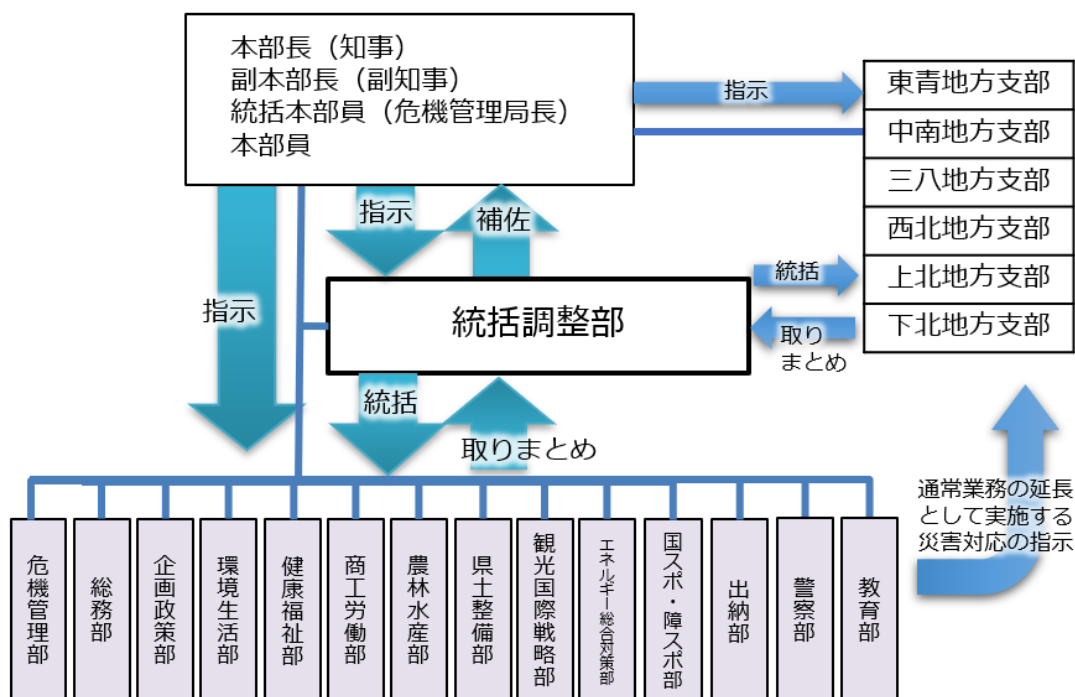 本部長（知事）
副本部長（副知事）
統括本部員（危機管理局長）
本部員
指示
東青地方支部
中南地方支部
三八地方支部
西北地方支部
上北地方支部
下北地方支部
指示
補佐
指示
統括調整部
統括
取り
まとめ
統括
取りまとめ
通常業務の延長
として実施する
災害対応の指示
危機管理部
総務部
企画政策部
環境生活部
健康福祉部
商工労働部
農林水産部
県土整備部
観光国際戦略部
エネルギー総合対策部
国スポ・障スポ部
出納部
警察部
教育部